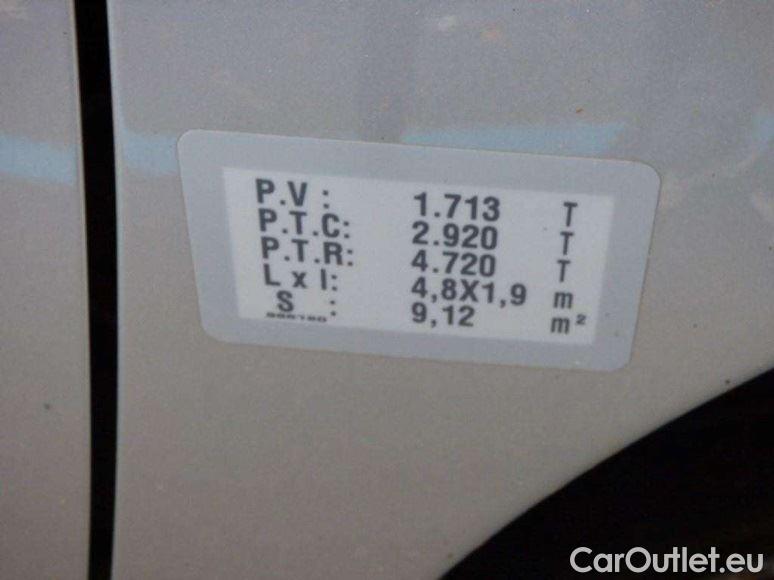 P.V : 1.713 T
P.T.C: 2.920 T
P.T.R: 4.720 T
L x l: 4,8X1,9 m
S : 9,12 m²
CarOutlet.eu